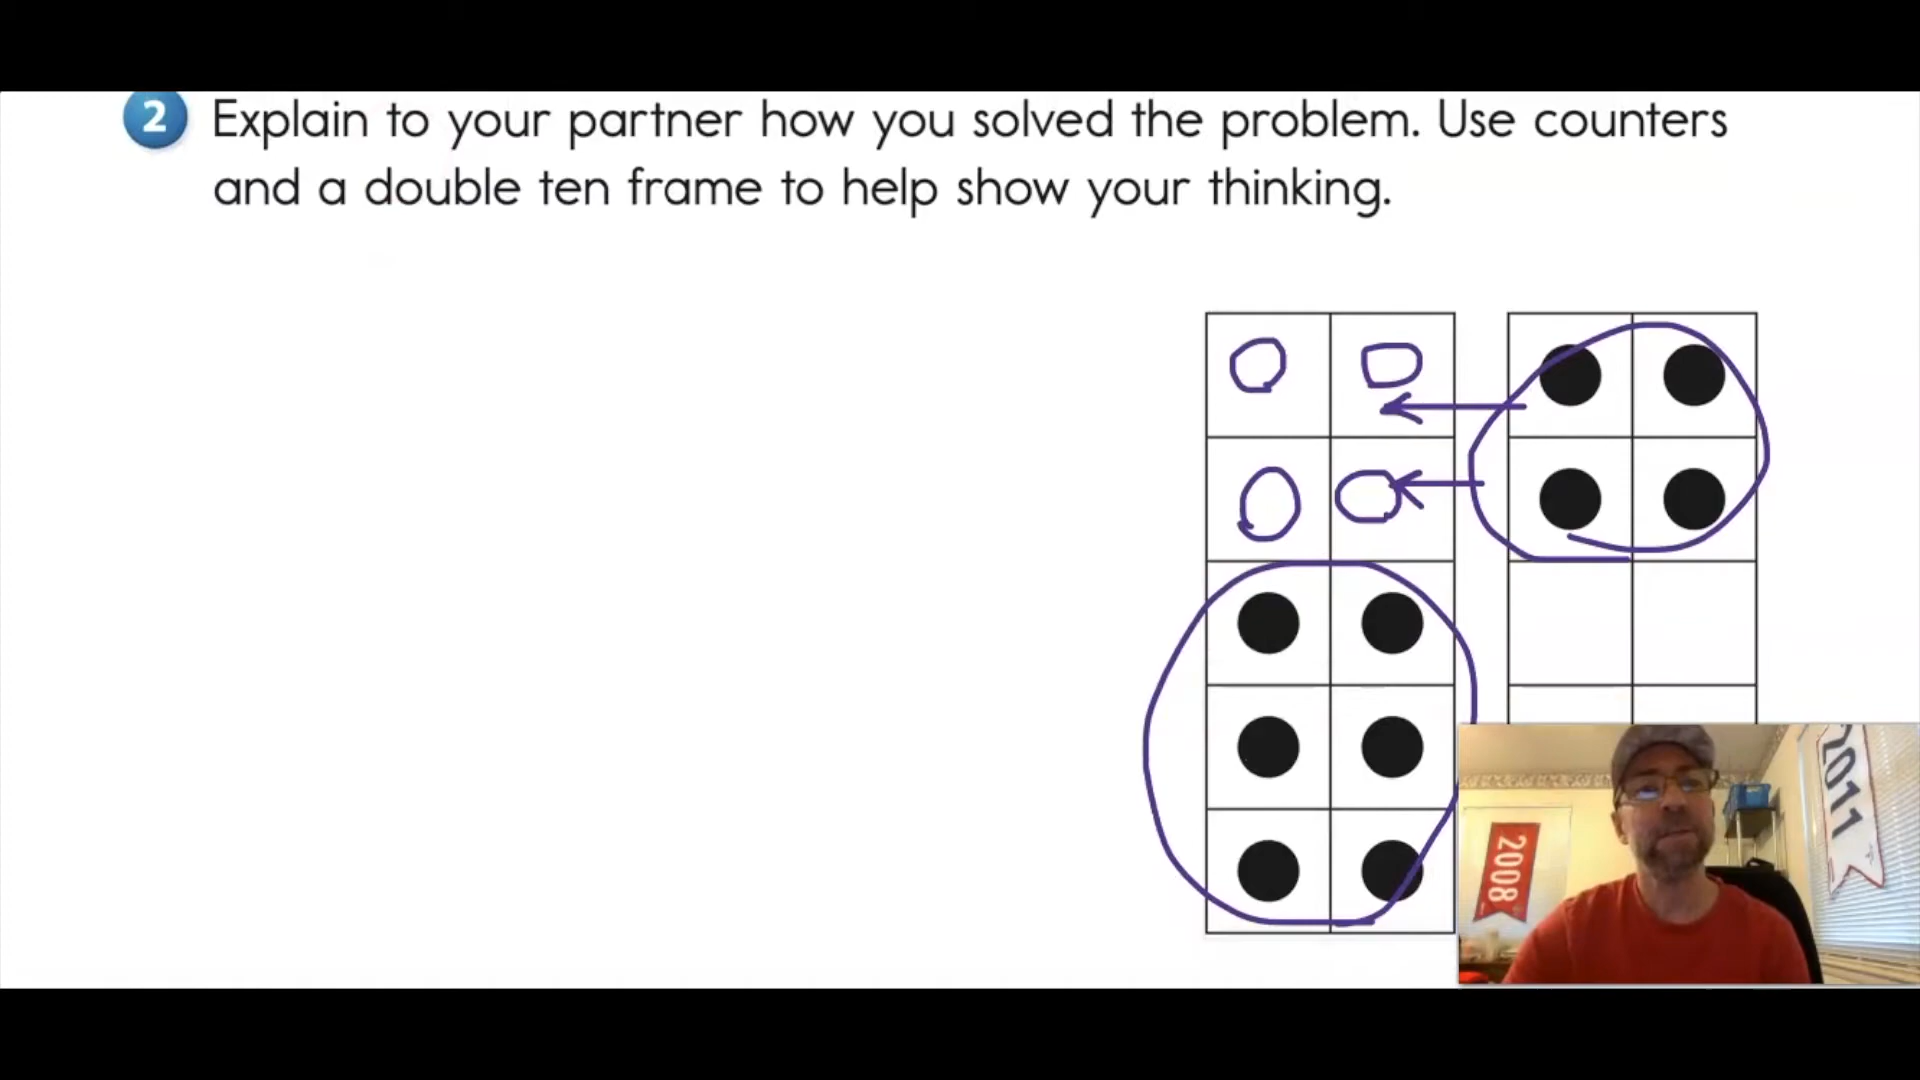 2 Explain to your partner how you solved the problem. Use counters
and a double ten frame to help show your thinking.
2011
2008